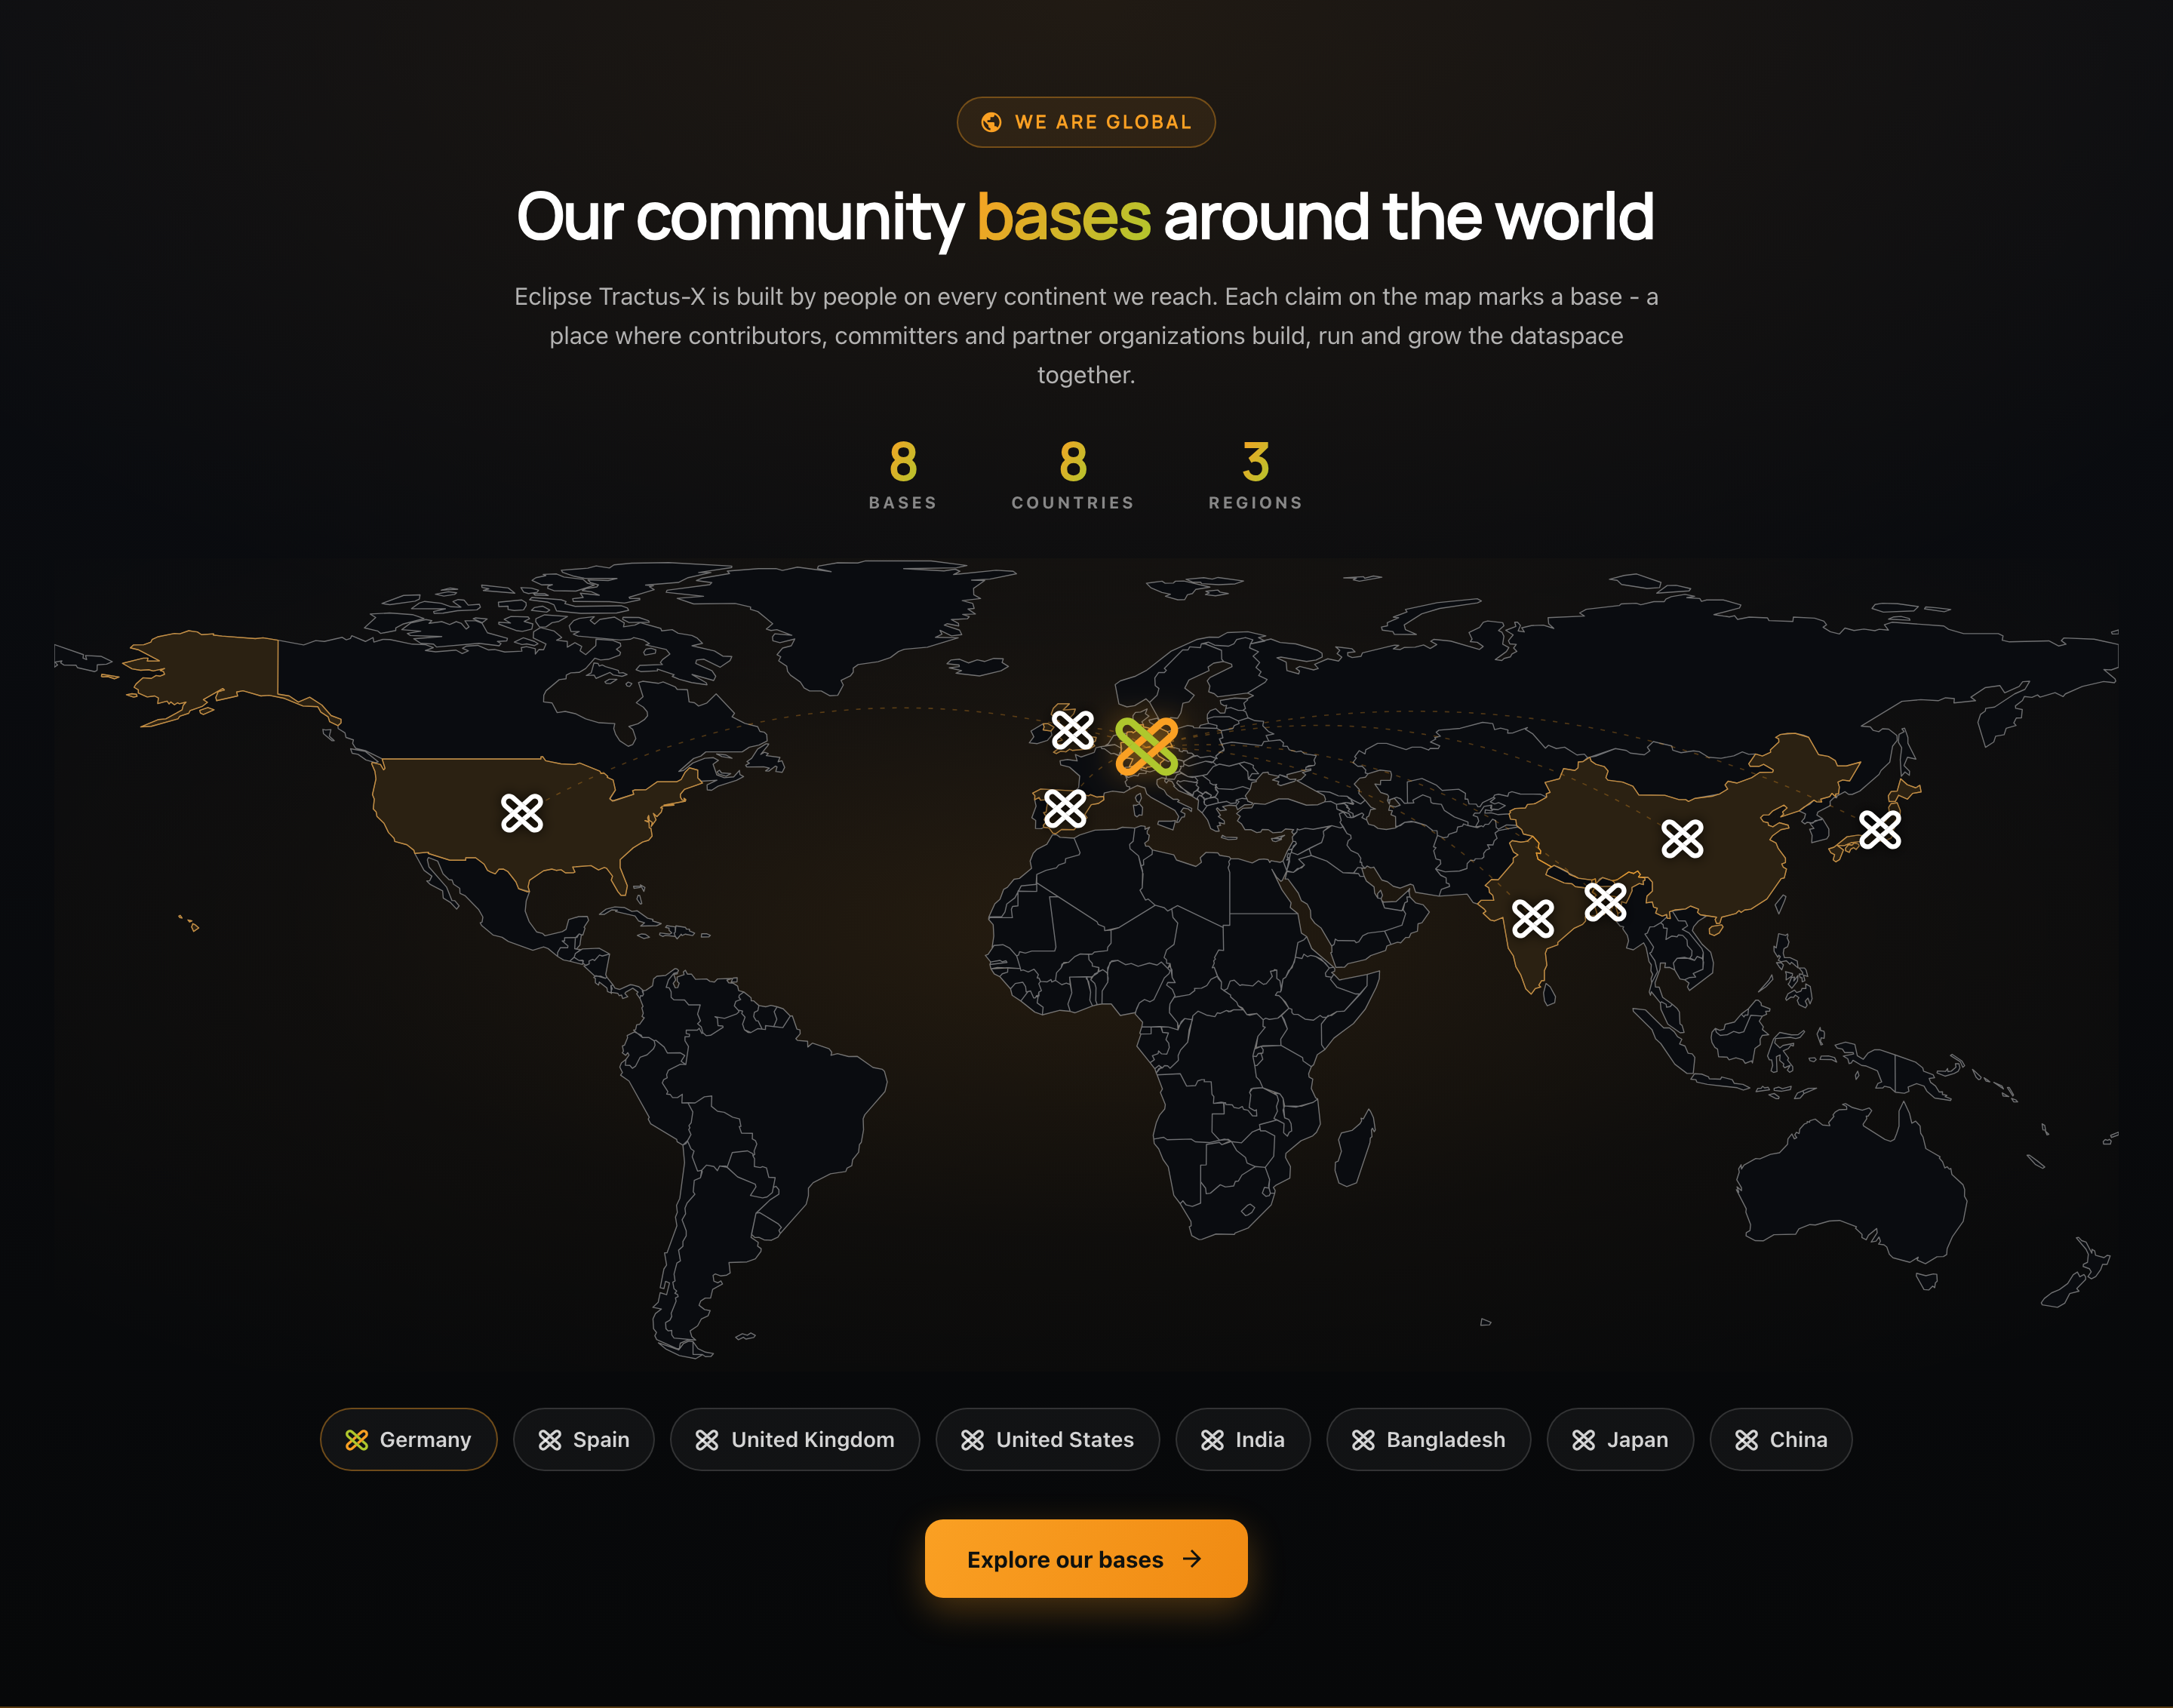 WE ARE GLOBAL
Our community bases around the world
Eclipse Tractus-X is built by people on every continent we reach. Each claim on the map marks a base - a
place where contributors, committers and partner organizations build, run and grow the dataspace
together.
8 8 3
BASES COUNTRIES REGIONS
Germany Spain United Kingdom United States India Bangladesh Japan China
Explore our bases →